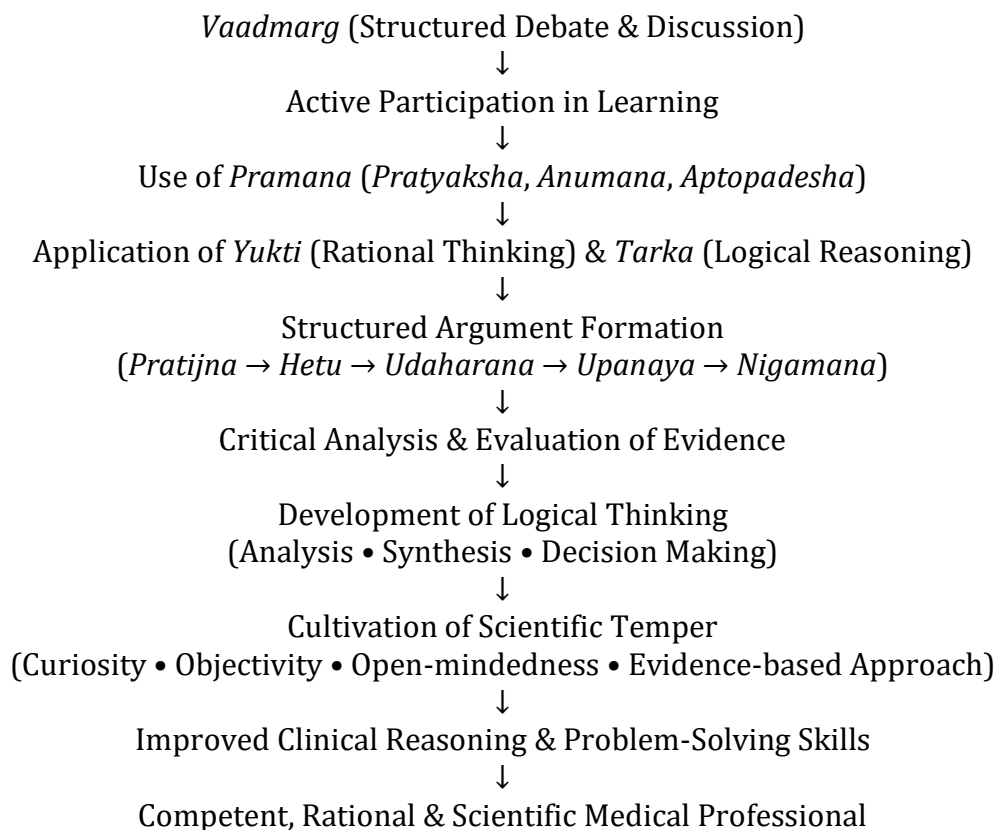 Vaadmarg (Structured Debate & Discussion)
↓
Active Participation in Learning
↓
Use of Pramana (Pratyaksha, Anumana, Aptopadesha)
↓
Application of Yukti (Rational Thinking) & Tarka (Logical Reasoning)
↓
Structured Argument Formation
(Pratijna → Hetu → Udaharana → Upanaya → Nigamana)
↓
Critical Analysis & Evaluation of Evidence
↓
Development of Logical Thinking
(Analysis • Synthesis • Decision Making)
↓
Cultivation of Scientific Temper
(Curiosity • Objectivity • Open-mindedness • Evidence-based Approach)
↓
Improved Clinical Reasoning & Problem-Solving Skills
↓
Competent, Rational & Scientific Medical Professional